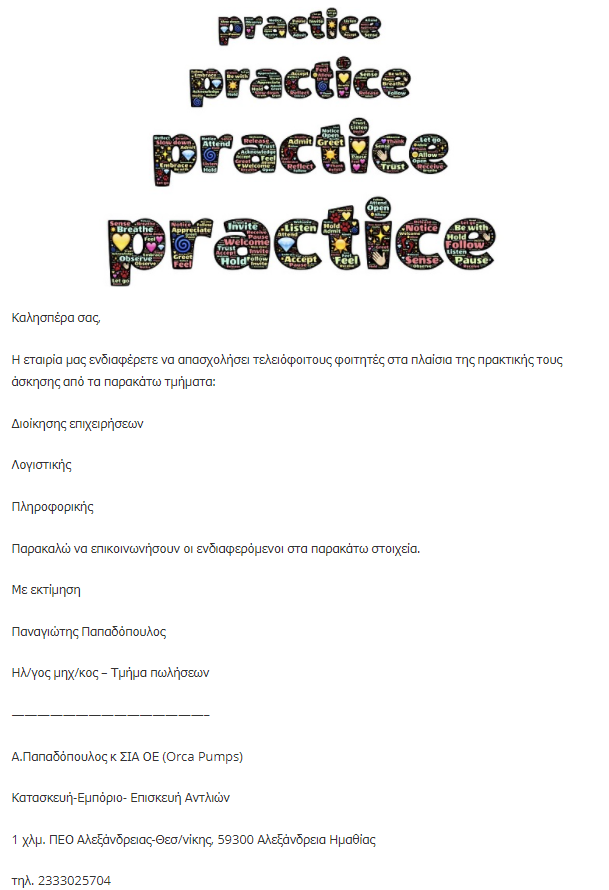 practice
practice
practice
practice
Καλησπέρα σας,
Η εταιρία μας ενδιαφέρετε να απασχολήσει τελειόφοιτους φοιτητές στα πλαίσια της πρακτικής τους
άσκησης από τα παρακάτω τμήματα:
Διοίκησης επιχειρήσεων
Λογιστικής
Πληροφορικής
Παρακαλώ να επικοινωνήσουν οι ενδιαφερόμενοι στα παρακάτω στοιχεία.
Με εκτίμηση
Παναγιώτης Παπαδόπουλος
Ηλ/γος μηχ/κος – Τμήμα πωλήσεων
———————————————–
Α.Παπαδόπουλος κ ΣΙΑ ΟΕ (Orca Pumps)
Κατασκευή-Εμπόριο- Επισκευή Αντλιών
1 χλμ. ΠΕΟ Αλεξάνδρειας-Θεσ/νίκης, 59300 Αλεξάνδρεια Ημαθίας
τηλ. 2333025704